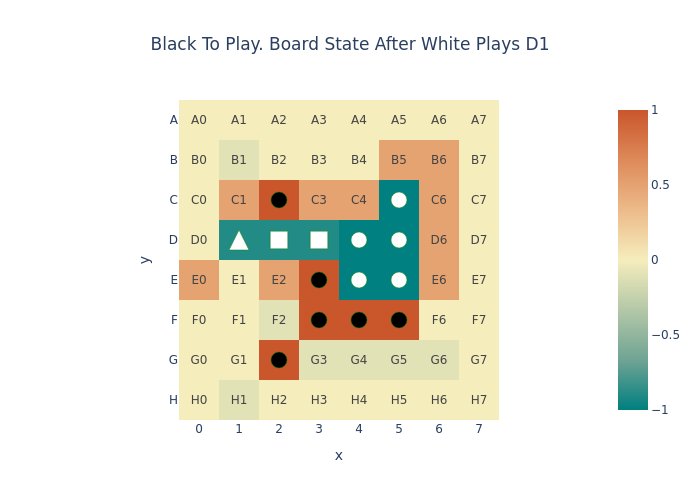 Black To Play. Board State After White Plays D1
A A0 A1 A2 A3 A4 A5 A6 A7
B B0 B1 B2 B3 B4 B5 B6 B7
C C0 C1 C3 C4 C6 C7
D D0 D6 D7
E E0 E1 E2 E6 E7
F F0 F1 F2 F6 F7
G G0 G1 G3 G4 G5 G6 G7
H H0 H1 H2 H3 H4 H5 H6 H7
0 1 2 3 4 5 6 7
x
y
1
0.5
0
−0.5
−1